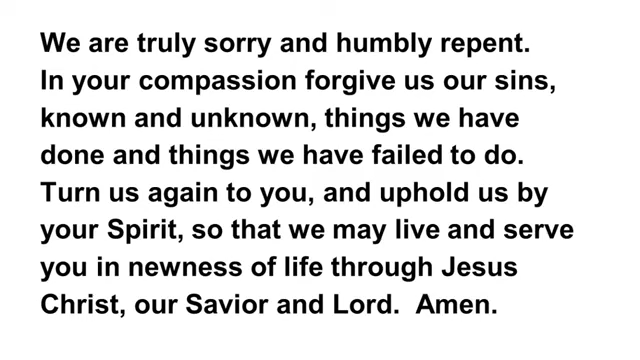 We are truly sorry and humbly repent.
In your compassion forgive us our sins,
known and unknown, things we have
done and things we have failed to do.
Turn us again to you, and uphold us by
your Spirit, so that we may live and serve
you in newness of life through Jesus
Christ, our Savior and Lord.  Amen.